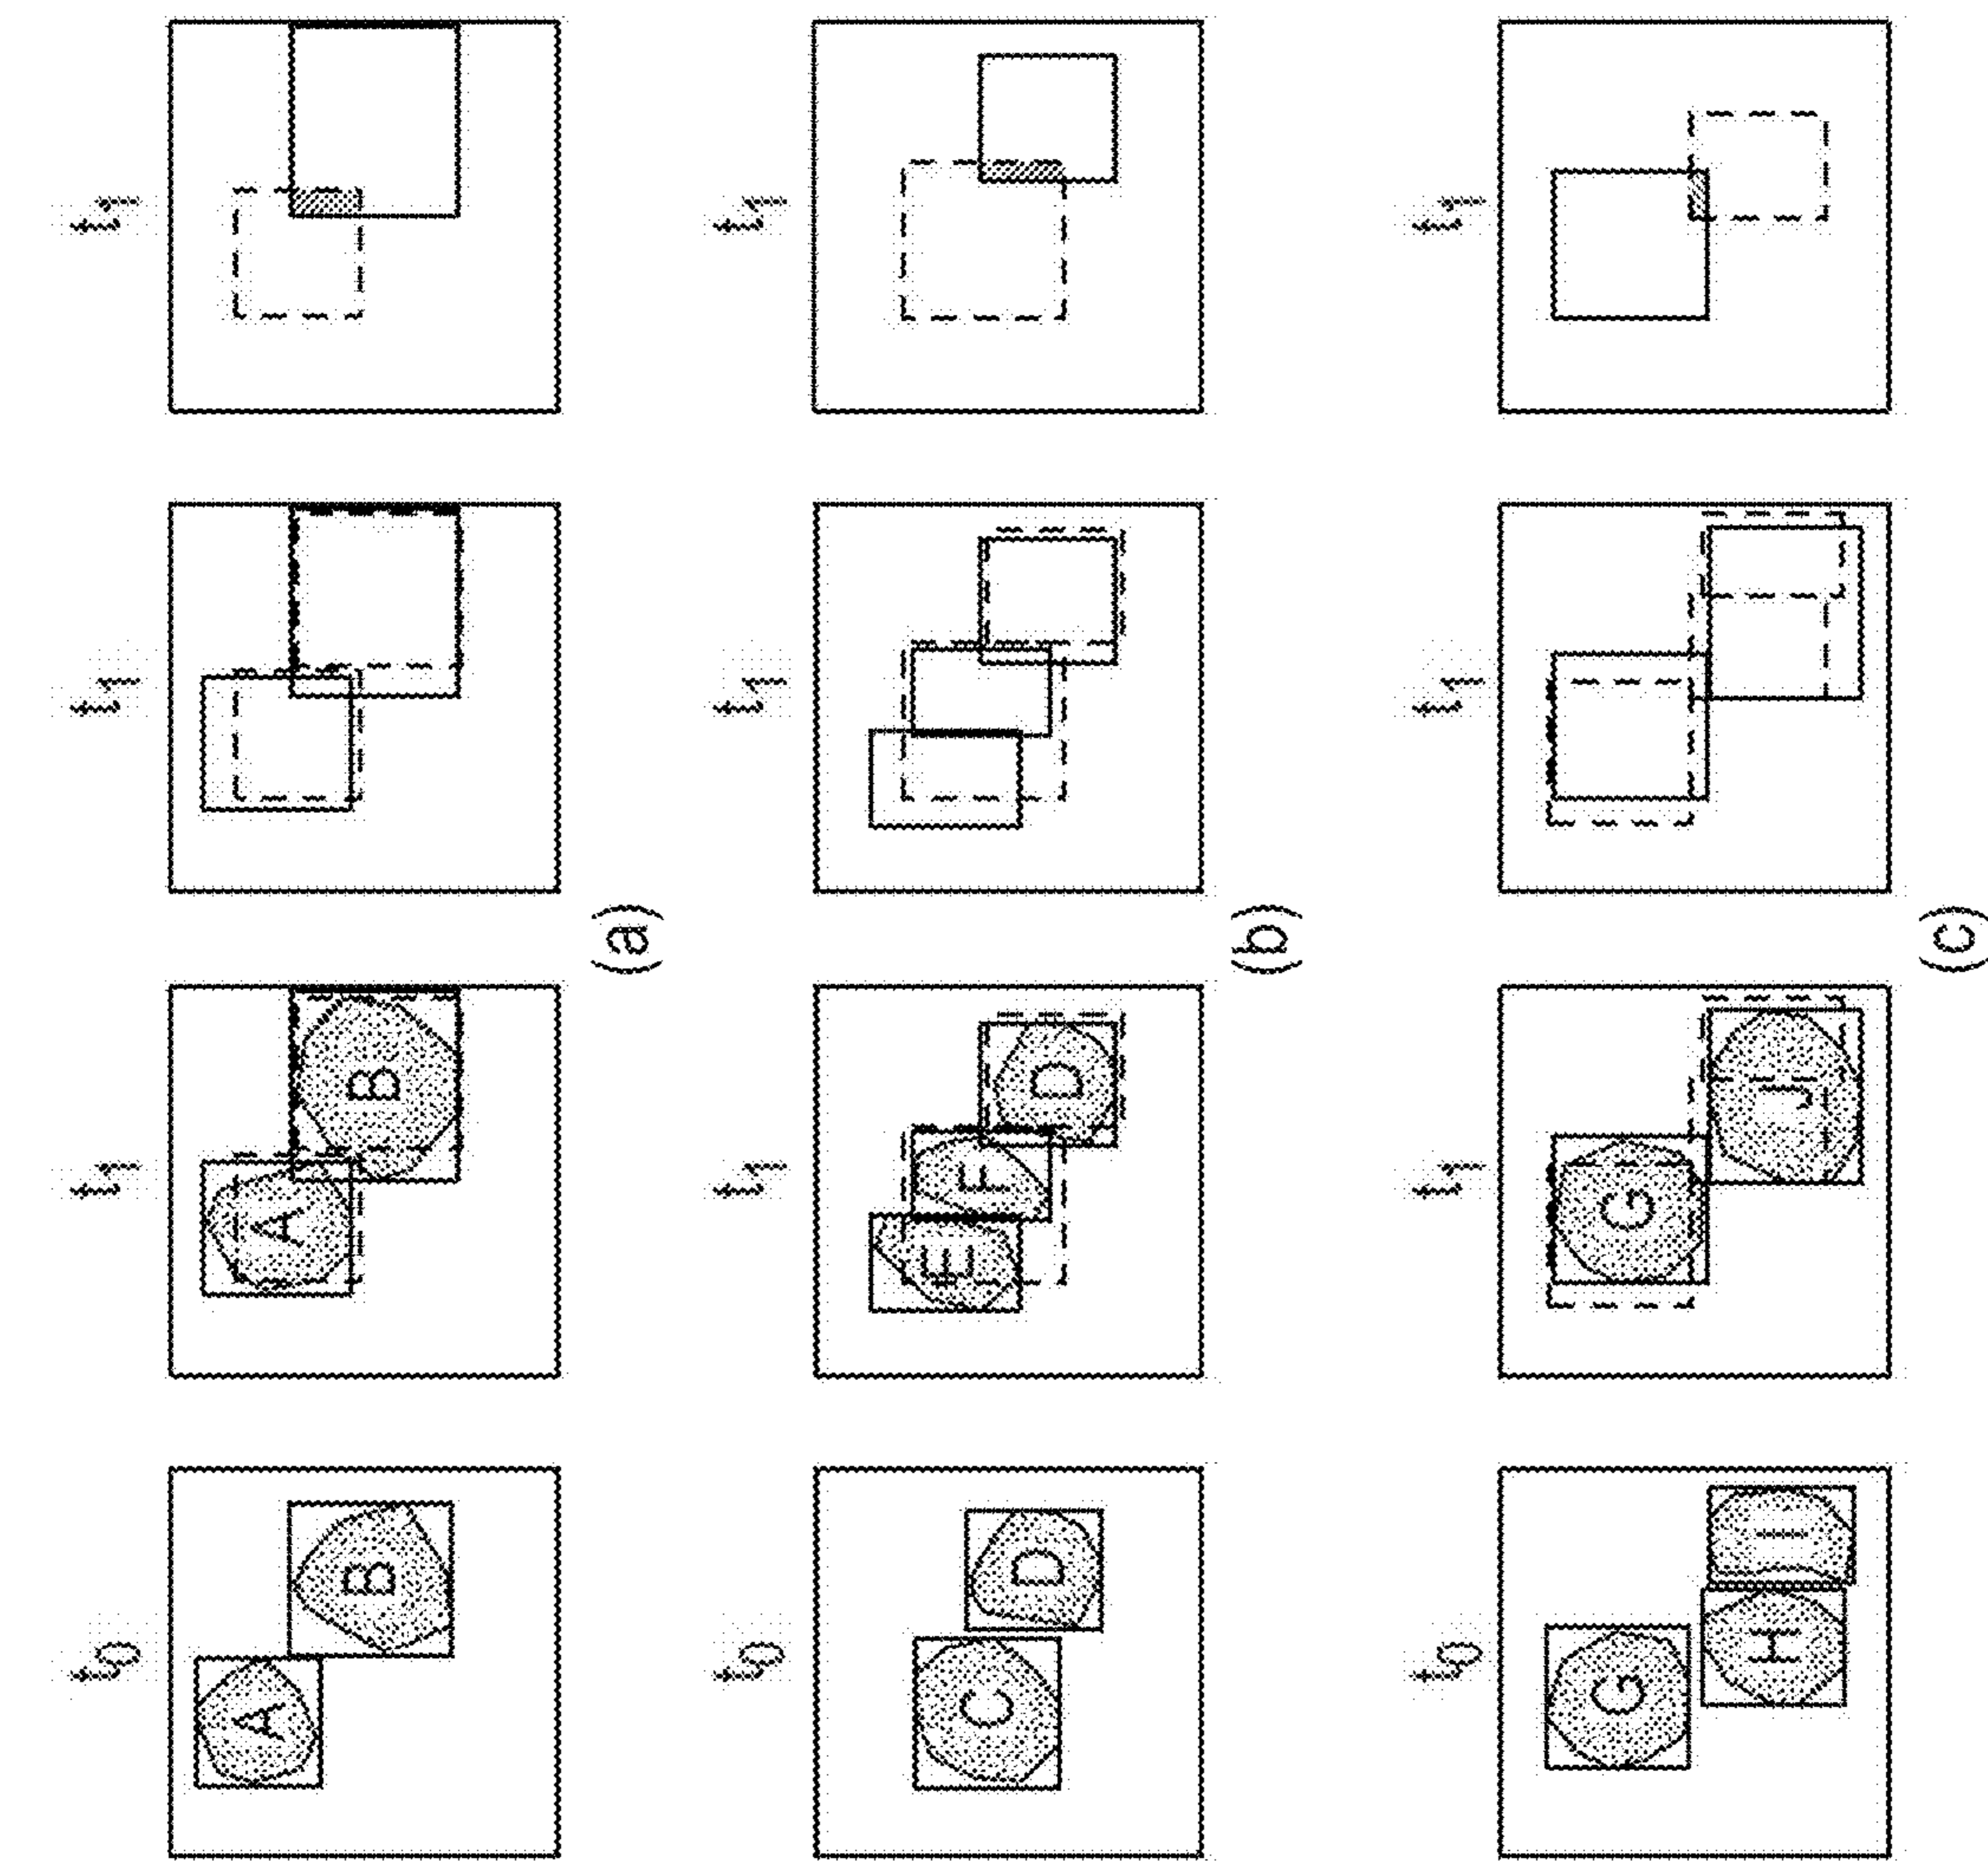 t₀ t₁ t₁ t₁
A A
B B
(a)
t₀ t₁ t₁ t₁
C E F
D D
(b)
t₀ t₁ t₁ t₁
G G
H I J
(c)